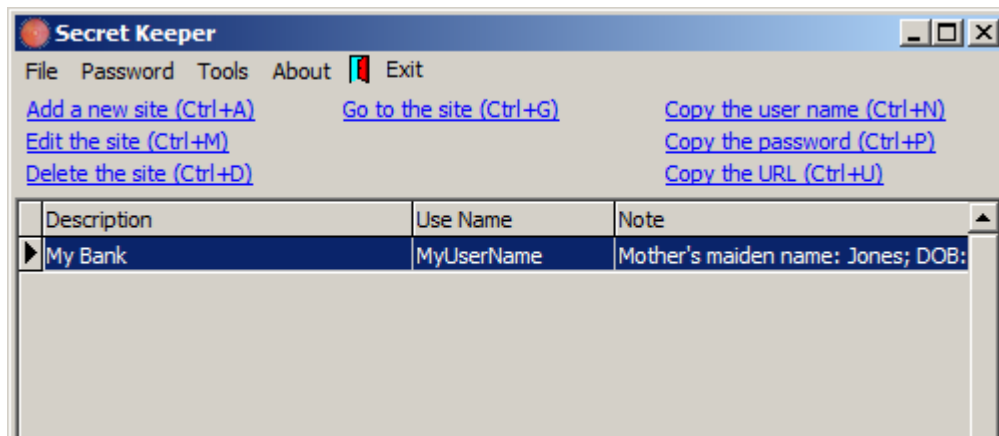 Secret Keeper
File Password Tools About Exit
Add a new site (Ctrl+A) Go to the site (Ctrl+G) Copy the user name (Ctrl+N)
Edit the site (Ctrl+M) Copy the password (Ctrl+P)
Delete the site (Ctrl+D) Copy the URL (Ctrl+U)
Description Use Name Note
My Bank MyUserName Mother's maiden name: Jones; DOB: